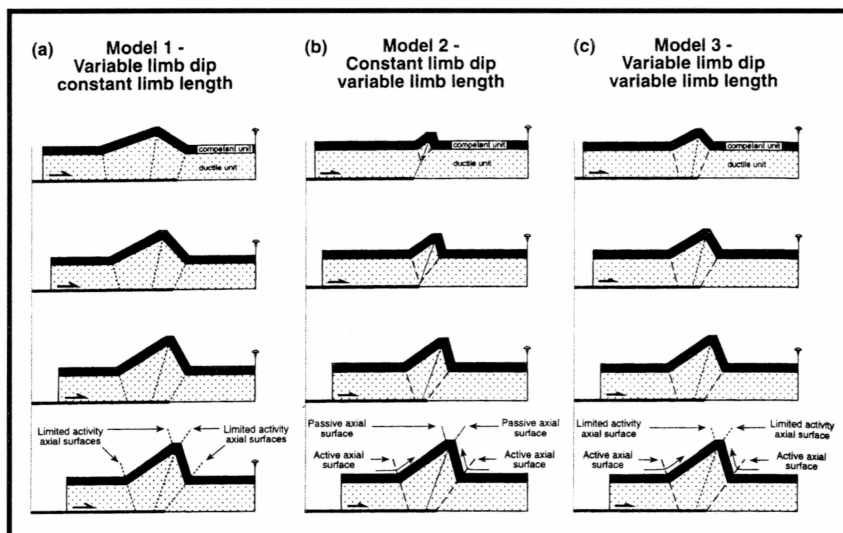 (a) Model 1 -
Variable limb dip
constant limb length
competent unit
ductile unit
Limited activity
axial surfaces
Limited activity
axial surfaces
(b) Model 2 -
Constant limb dip
variable limb length
competent unit
ductile unit
Passive axial
surface
Passive axial
surface
Active axial
surface
Active axial
surface
(c) Model 3 -
Variable limb dip
variable limb length
competent unit
ductile unit
Limited activity
axial surface
Limited activity
axial surface
Active axial
surface
Active axial
surface